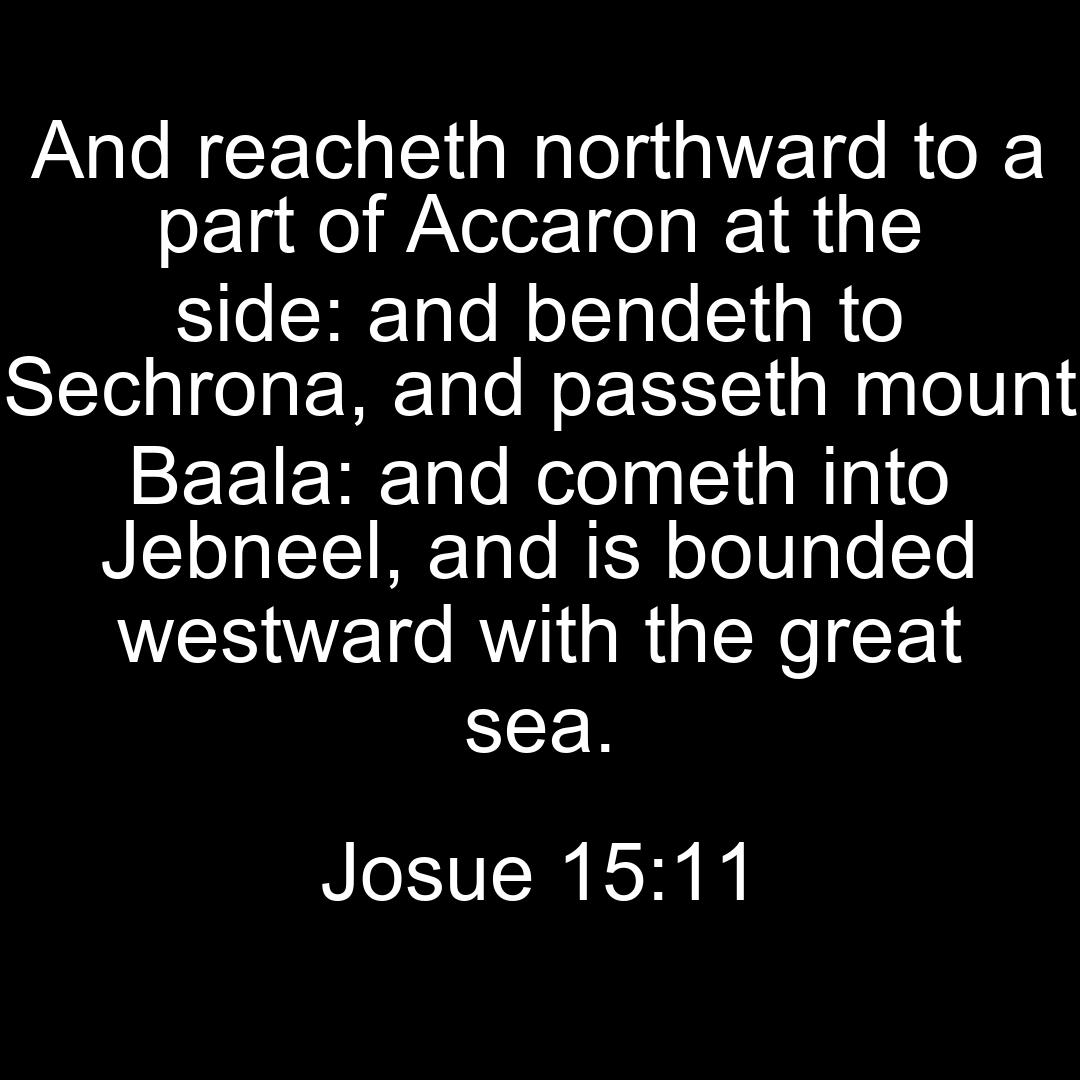 And reacheth northward to a
part of Accaron at the
side: and bendeth to
Sechrona, and passeth mount
Baala: and cometh into
Jebneel, and is bounded
westward with the great
sea.
Josue 15:11